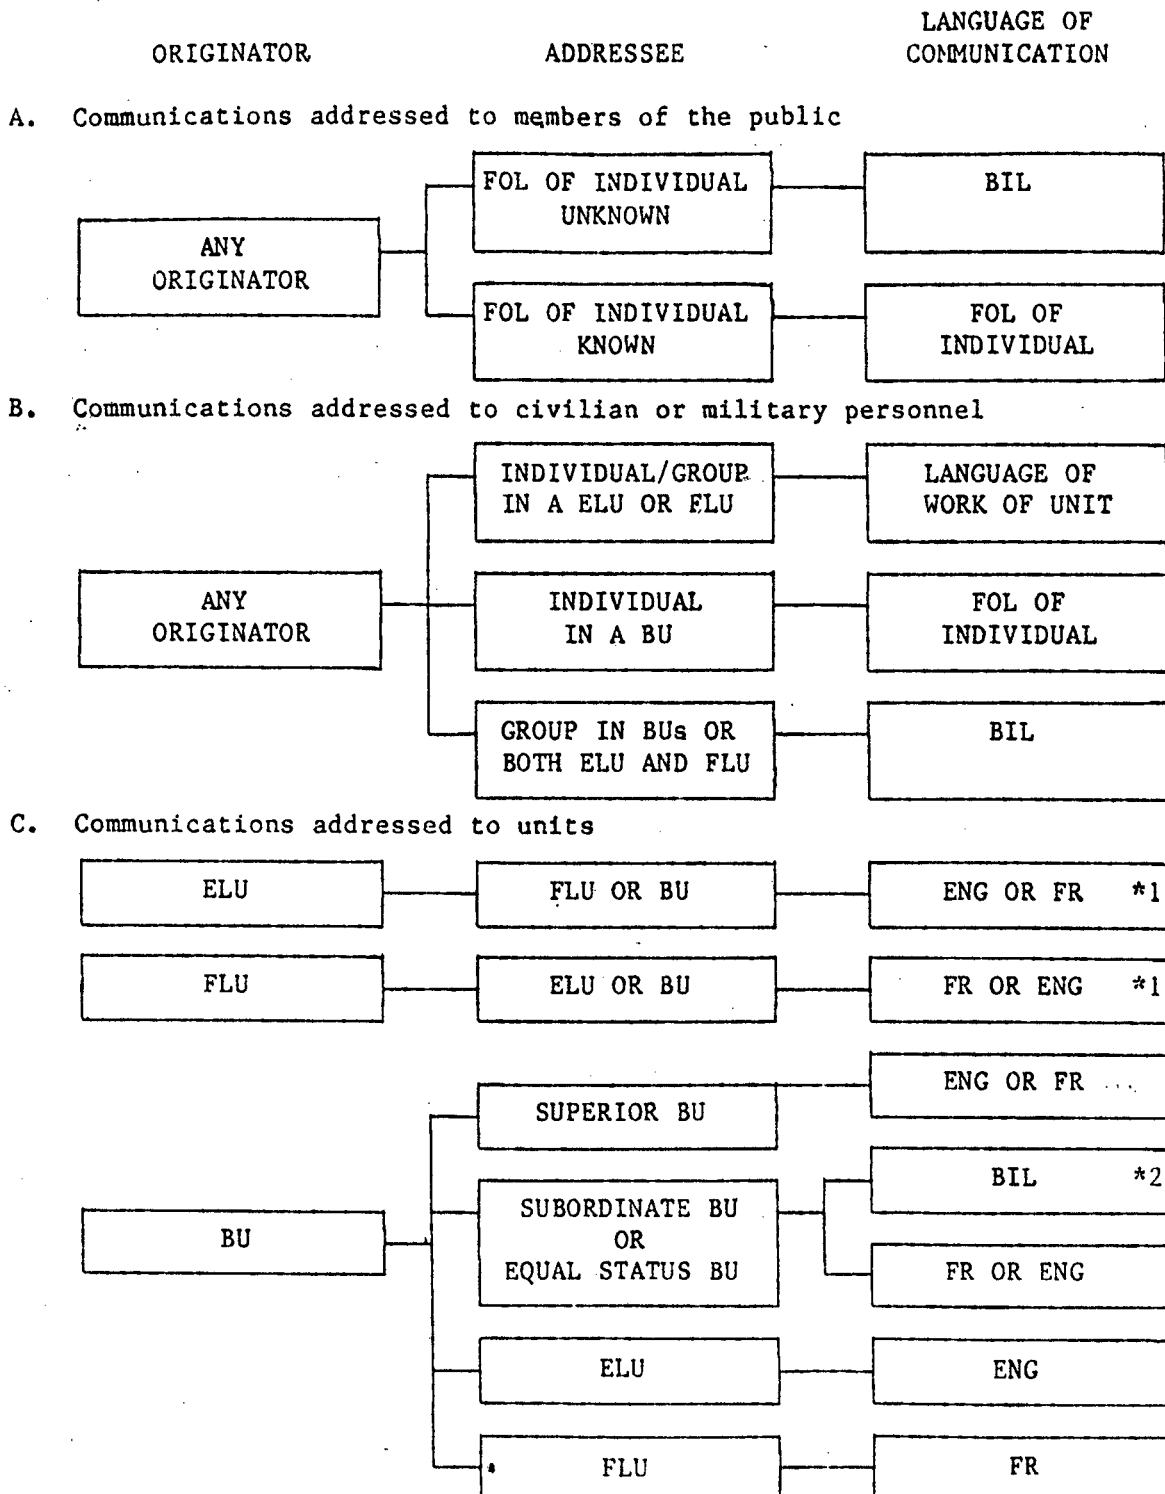 ORIGINATOR ADDRESSEE LANGUAGE OF COMMUNICATION
A. Communications addressed to members of the public
ANY ORIGINATOR
FOL OF INDIVIDUAL UNKNOWN
BIL
FOL OF INDIVIDUAL KNOWN
FOL OF INDIVIDUAL
B. Communications addressed to civilian or military personnel
ANY ORIGINATOR
INDIVIDUAL/GROUP
IN A ELU OR FLU
LANGUAGE OF
WORK OF UNIT
INDIVIDUAL
IN A BU
FOL OF
INDIVIDUAL
GROUP IN BUs OR
BOTH ELU AND FLU
BIL
C. Communications addressed to units
ELU
FLU OR BU
ENG OR FR *1
FLU
ELU OR BU
FR OR ENG *1
BU
SUPERIOR BU
ENG OR FR
SUBORDINATE BU
OR
EQUAL STATUS BU
BIL *2
FR OR ENG
ELU
ENG
FLU
FR